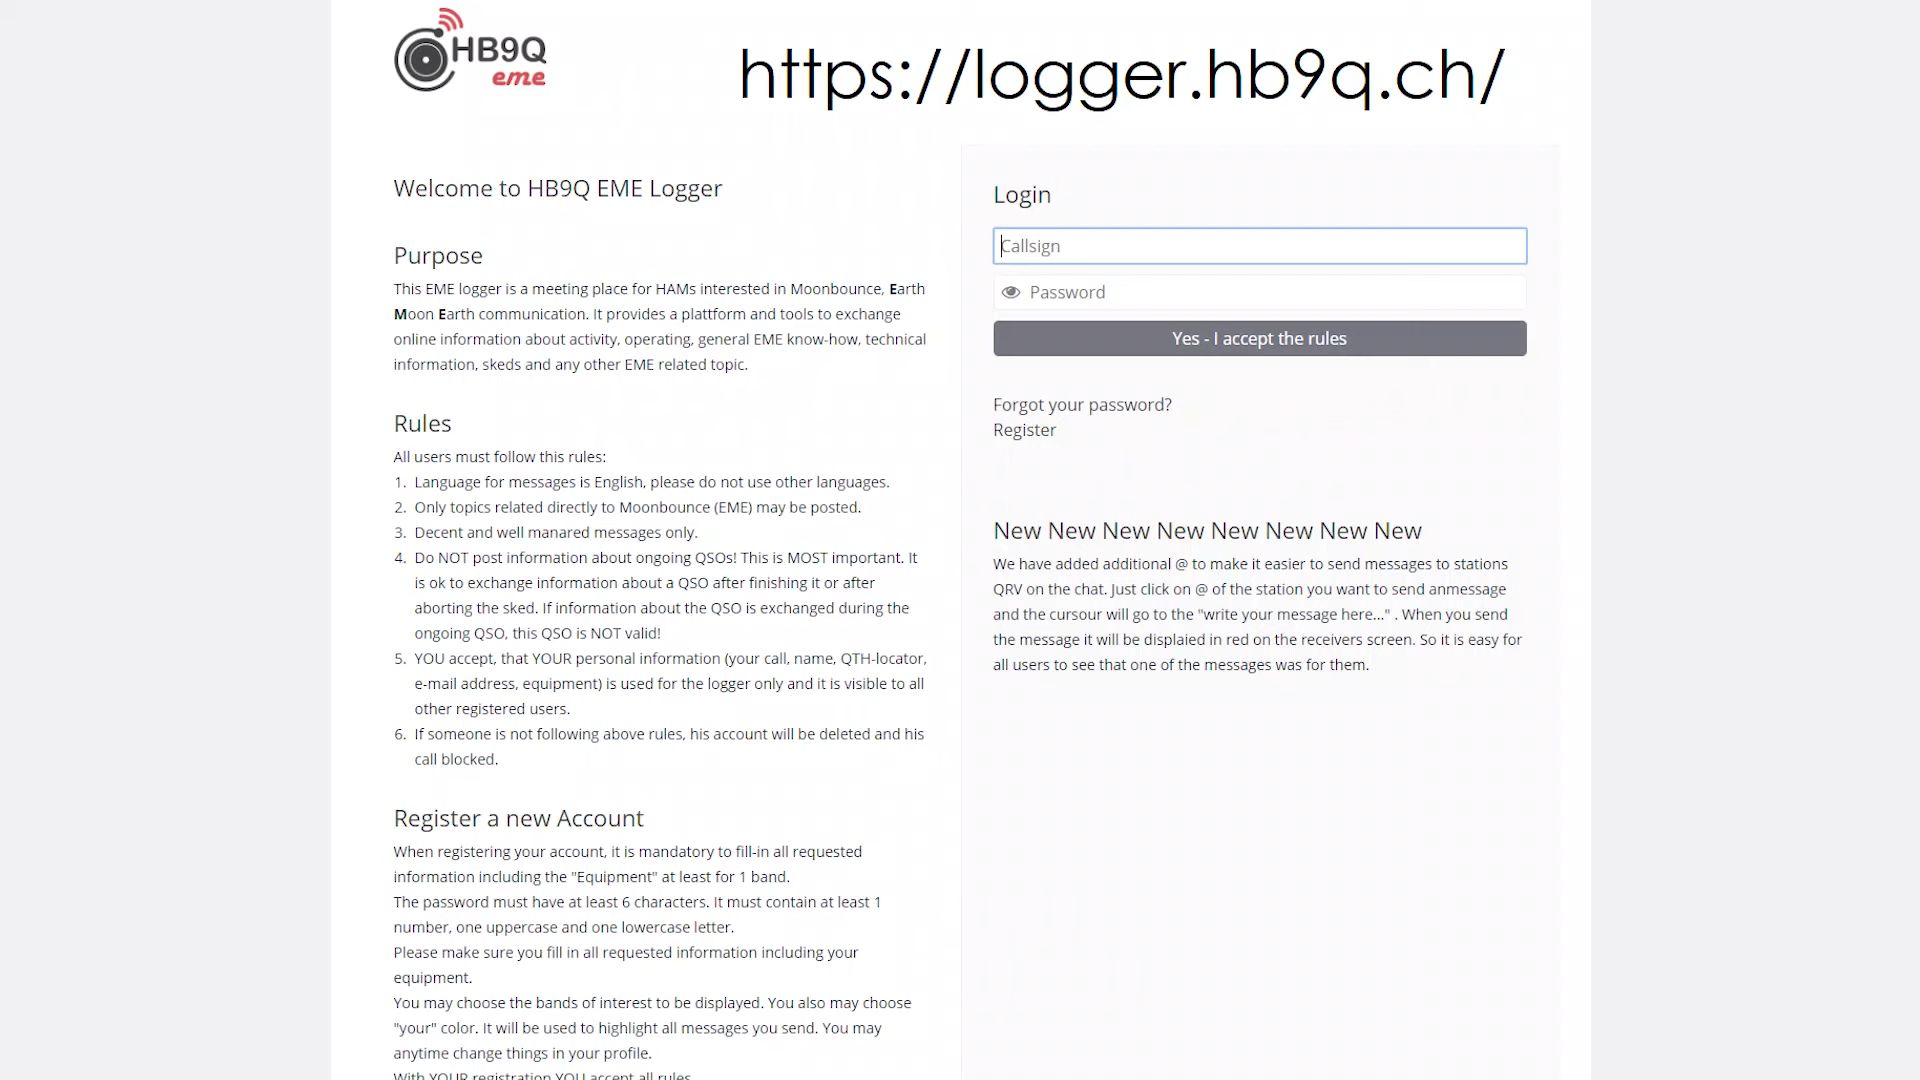 HB9Q
eme
https://logger.hb9q.ch/
Welcome to HB9Q EME Logger
Purpose
This EME logger is a meeting place for HAMs interested in Moonbounce, Earth
Moon Earth communication. It provides a plattform and tools to exchange
online information about activity, operating, general EME know-how, technical
information, skeds and any other EME related topic.
Rules
All users must follow this rules:
1. Language for messages is English, please do not use other languages.
2. Only topics related directly to Moonbounce (EME) may be posted.
3. Decent and well manared messages only.
4. Do NOT post information about ongoing QSOs! This is MOST important. It
is ok to exchange information about a QSO after finishing it or after
aborting the sked. If information about the QSO is exchanged during the
ongoing QSO, this QSO is NOT valid!
5. YOU accept, that YOUR personal information (your call, name, QTH-locator,
e-mail address, equipment) is used for the logger only and it is visible to all
other registered users.
6. If someone is not following above rules, his account will be deleted and his
call blocked.
Register a new Account
When registering your account, it is mandatory to fill-in all requested
information including the "Equipment" at least for 1 band.
The password must have at least 6 characters. It must contain at least 1
number, one uppercase and one lowercase letter.
Please make sure you fill in all requested information including your
equipment.
You may choose the bands of interest to be displayed. You also may choose
"your" color. It will be used to highlight all messages you send. You may
anytime change things in your profile.
With YOUR registration YOU accept all rules
Login
Callsign
Password
Yes - I accept the rules
Forgot your password?
Register
New New New New New New New New
We have added additional @ to make it easier to send messages to stations
QRV on the chat. Just click on @ of the station you want to send anmessage
and the cursour will go to the "write your message here..." . When you send
the message it will be displaied in red on the receivers screen. So it is easy for
all users to see that one of the messages was for them.